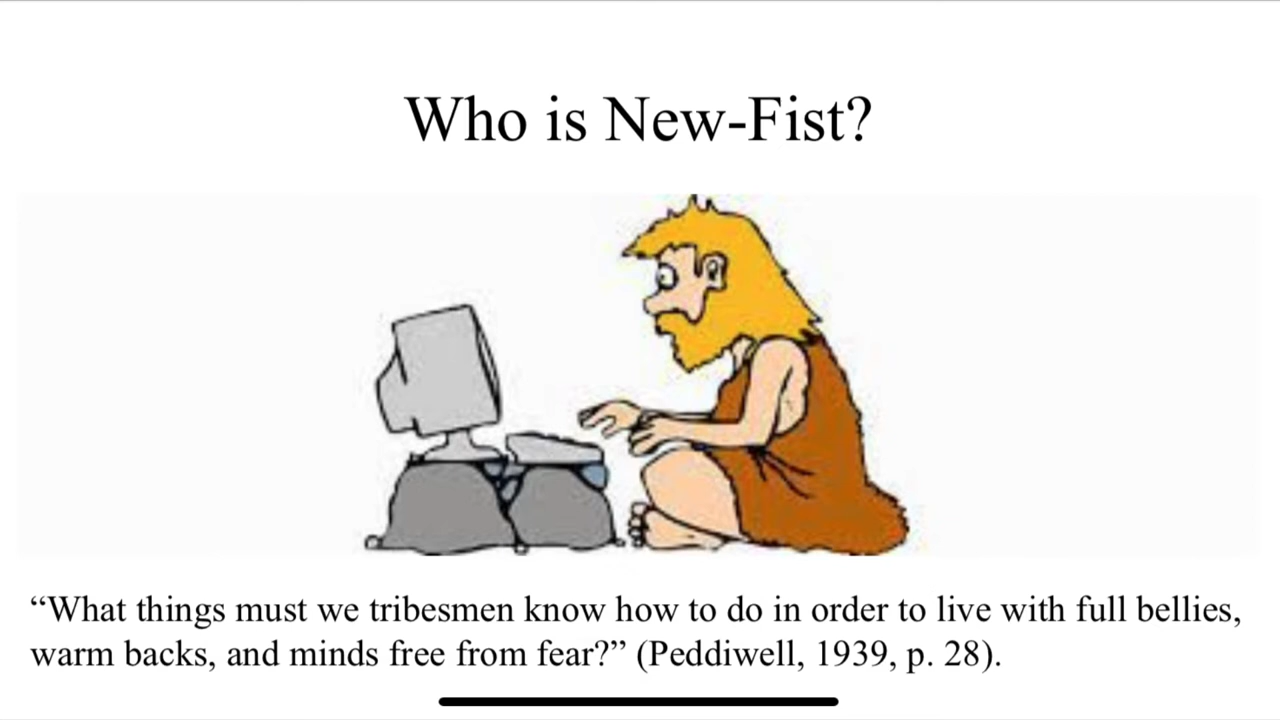 Who is New-Fist?
“What things must we tribesmen know how to do in order to live with full bellies,
warm backs, and minds free from fear?” (Peddiwell, 1939, p. 28).